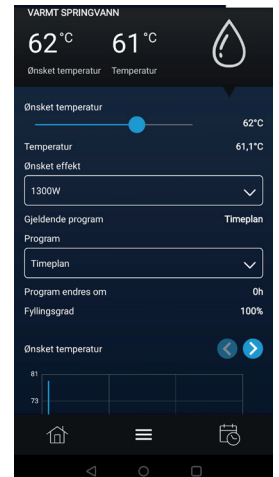 VARMT SPRINGVANN
62°C 61°C
Ønsket temperatur Temperatur
Ønsket temperatur
62°C
Temperatur 61,1°C
Ønsket effekt
1300W
Gjeldende program Timeplan
Program
Timeplan
Program endres om 0h
Fyllingsgrad 100%
Ønsket temperatur
81
73